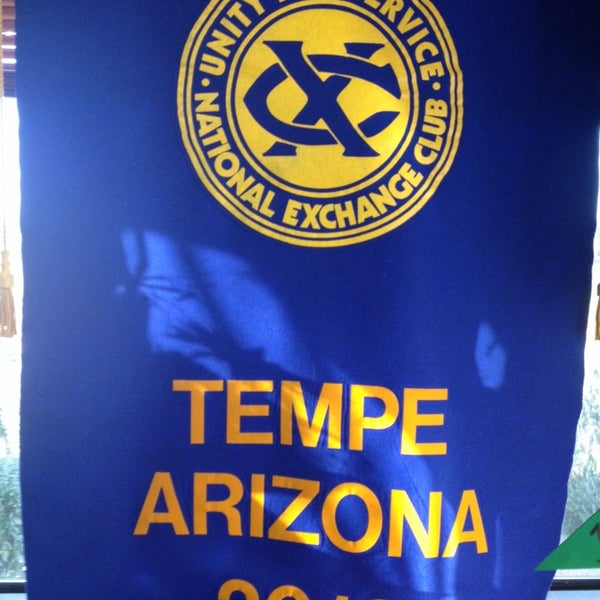 UNITY SERVICE
NATIONAL EXCHANGE CLUB
TEMPE
ARIZONA